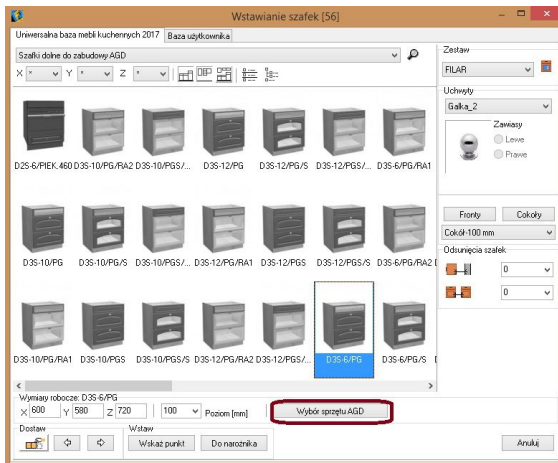 Wstawianie szafek [56]
Uniwersalna baza mebli kuchennych 2017 Baza użytkownika
Szafki dolne do zabudowy AGD
X * Y * Z *
Zestaw
FILAR
Uchwyty
Gałka_2
Zawiasy
Lewe
Prawe
D2S-6/PIEK.460 D3S-10/PG/RA2 D3S-10/PGS/... D3S-12/PG D3S-12/PG/S D3S-12/PGS/... D3S-6/PG/RA1
Fronty Cokoły
Cokół-100 mm
Odsunięcia szafek
0
0
D3S-10/PG D3S-10/PG/S D3S-10/PGS/... D3S-12/PG/RA1 D3S-12/PGS D3S-12/PGS/S D3S-6/PG/RA2
D3S-10/PG/RA1 D3S-10/PGS D3S-10/PGS/S D3S-12/PG/RA2 D3S-12/PGS/... D3S-6/PG D3S-6/PG/S
Wymiary robocze: D3S-6/PG
X 600 Y 580 Z 720 100 Poziom [mm] Wybór sprzętu AGD
Dostaw Wstaw
Wskaż punkt Do narożnika Anuluj